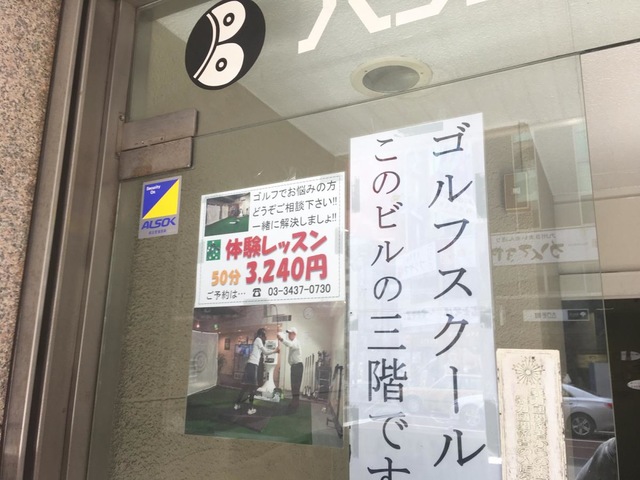 Security
On
ALSOK
ゴルフでお悩みの方
どうぞご相談下さい!!
一緒に解決しましょ!!
体験レッスン
50分 3,240円
ご予約は… ☎ 03-3437-0730
ゴルフスクール
このビルの三階です